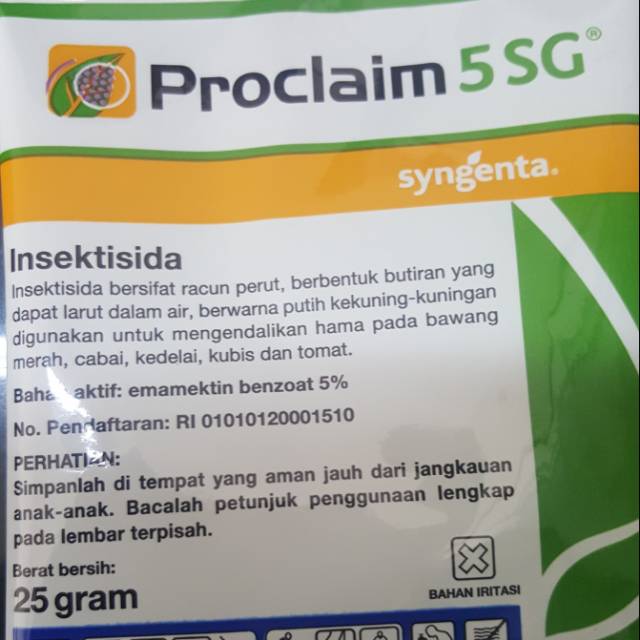 Proclaim 5 SG®
syngenta.
Insektisida
Insektisida bersifat racun perut, berbentuk butiran yang
dapat larut dalam air, berwarna putih kekuning-kuningan
digunakan untuk mengendalikan hama pada bawang
merah, cabai, kedelai, kubis dan tomat.
aktif: emamektin benzoat 5%
No. Pendaftaran: RI 01010120001510
PERHATIAN:
Simpanlah di tempat yang aman jauh dari jangkauan
anak-anak. Bacalah petunjuk penggunaan lengkap
pada lembar terpisah.
Berat bersih:
25 gram
BAHAN IRITASI